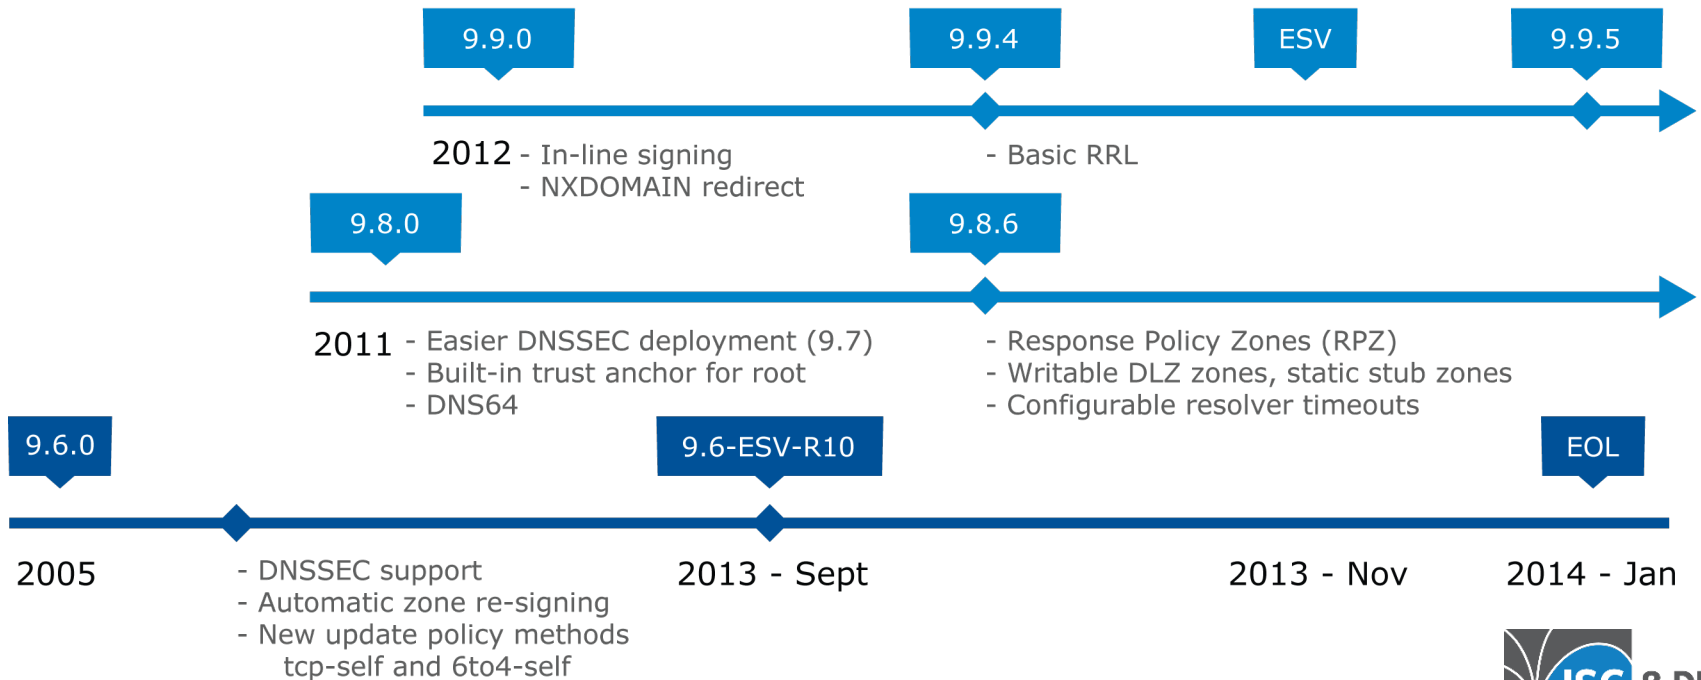 9.9.0
9.9.4
ESV
9.9.5
2012
- In-line signing
- NXDOMAIN redirect
- Basic RRL
9.8.0
9.8.6
2011
- Easier DNSSEC deployment (9.7)
- Built-in trust anchor for root
- DNS64
- Response Policy Zones (RPZ)
- Writable DLZ zones, static stub zones
- Configurable resolver timeouts
9.6.0
9.6-ESV-R10
EOL
2005
- DNSSEC support
- Automatic zone re-signing
- New update policy methods
tcp-self and 6to4-self
2013 - Sept
2013 - Nov
2014 - Jan
ISC